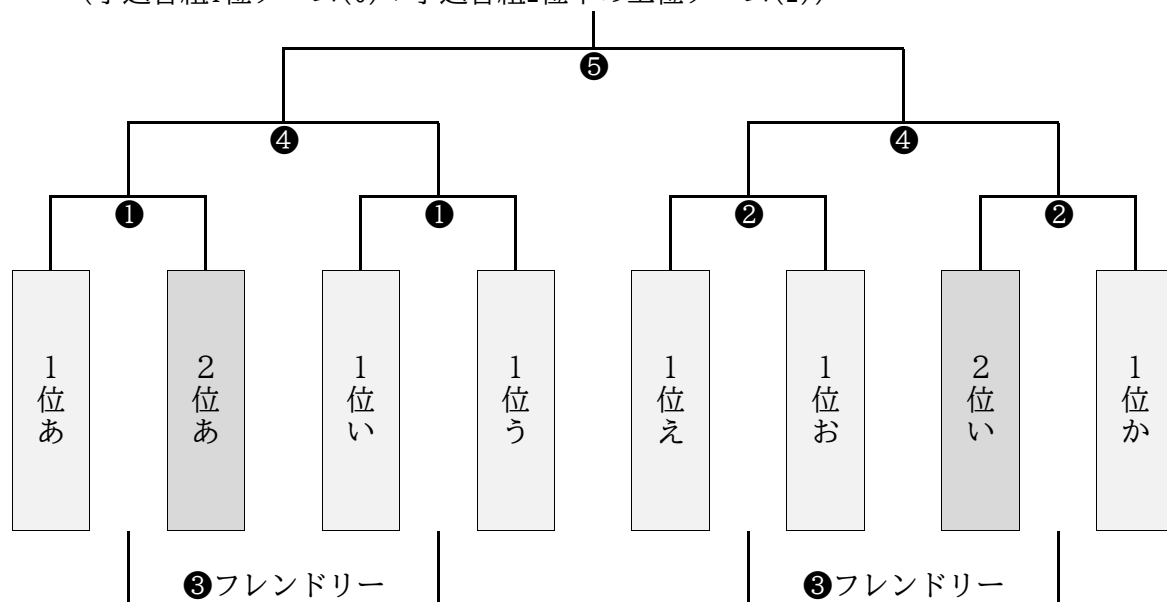 ❺
❹ ❹
❶ ❶ ❷ ❷
1位あ 2位あ 1位い 1位う 1位え 1位お 2位い 1位か
❸フレンドリー ❸フレンドリー